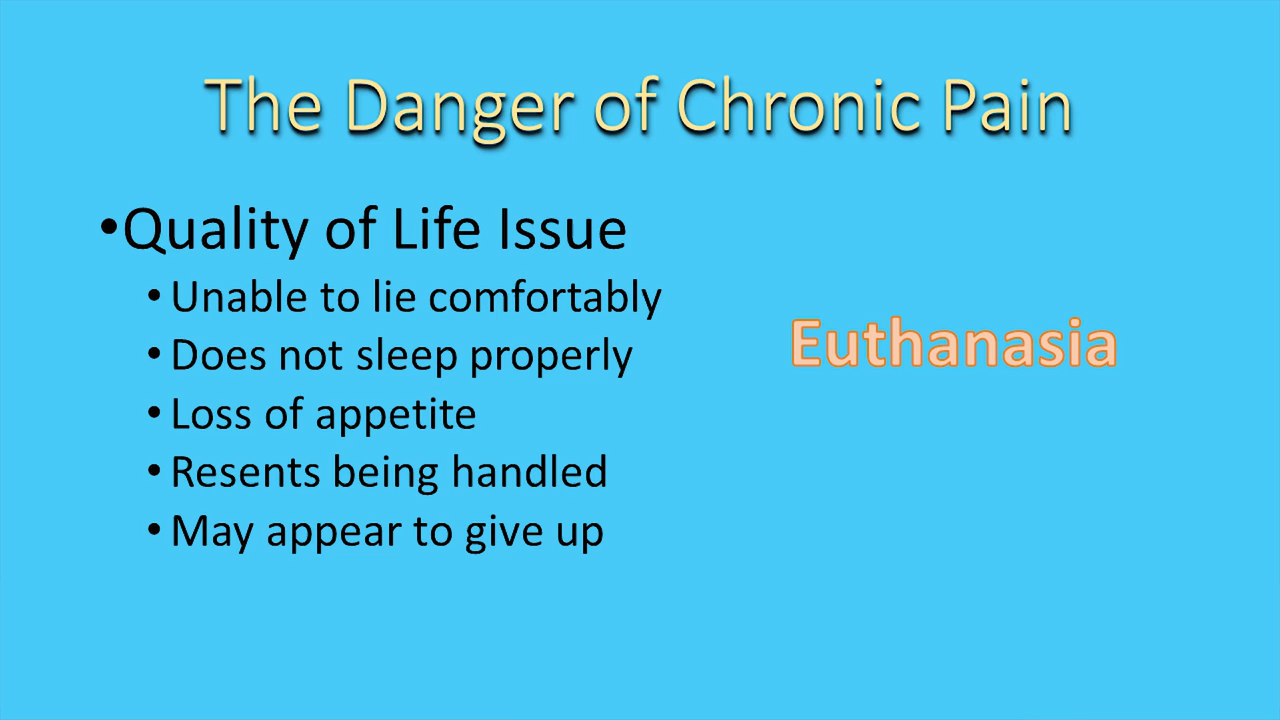 The Danger of Chronic Pain
•Quality of Life Issue
•Unable to lie comfortably
•Does not sleep properly
•Loss of appetite
•Resents being handled
•May appear to give up
Euthanasia